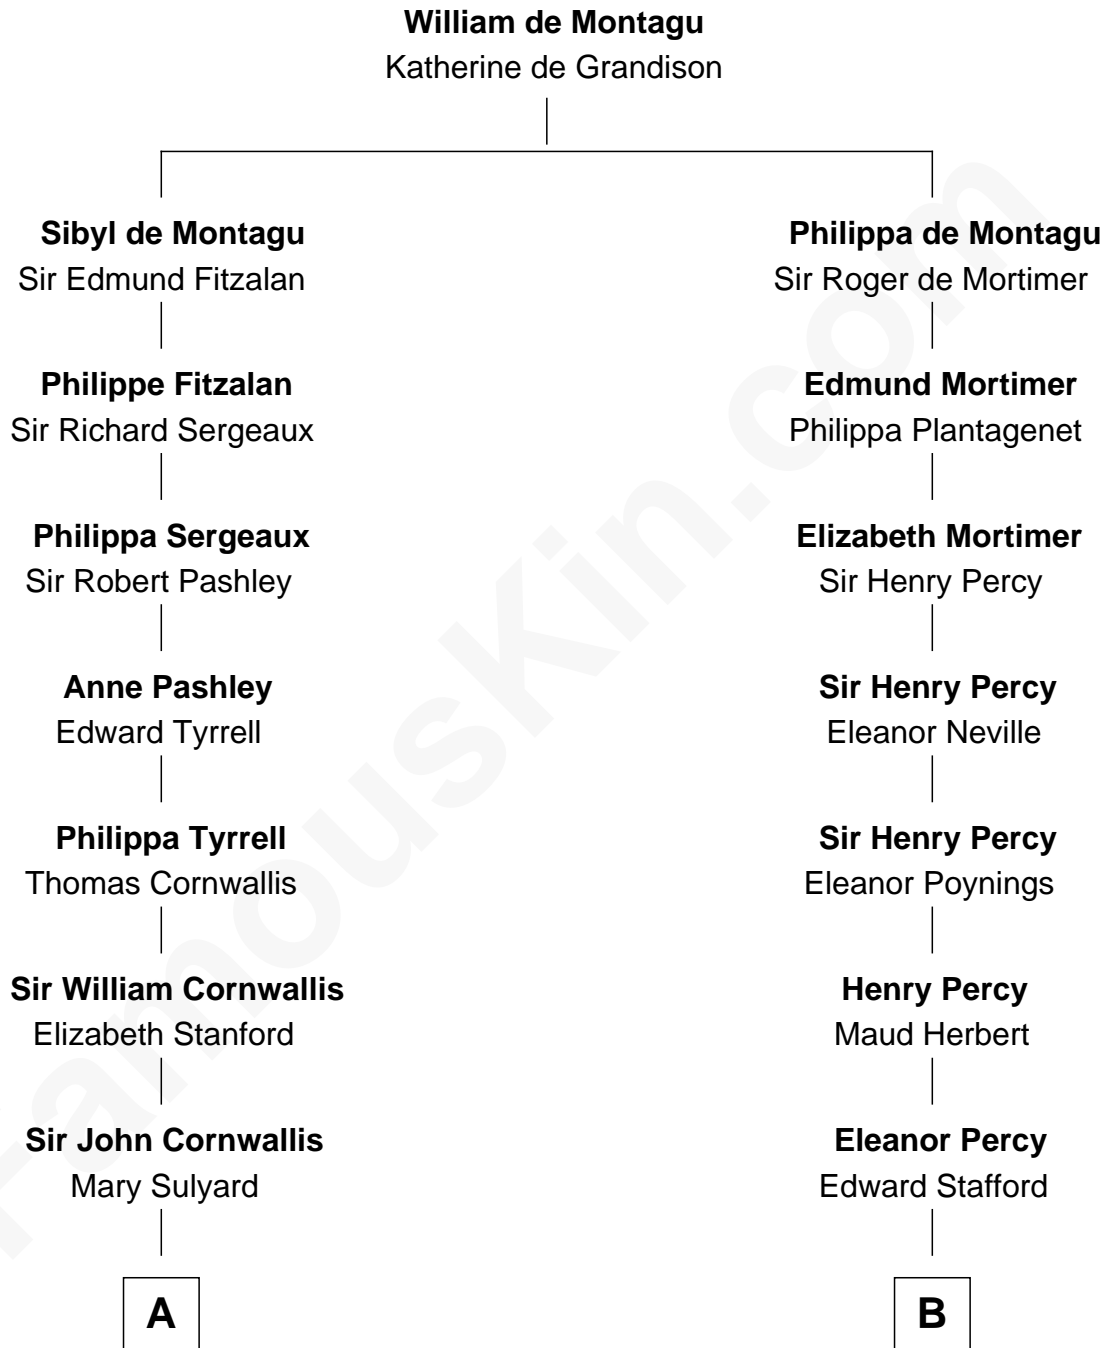 William de Montagu
Katherine de Grandison
Sibyl de Montagu
Sir Edmund Fitzalan
Philippa de Montagu
Sir Roger de Mortimer
Philippe Fitzalan
Sir Richard Sergeaux
Edmund Mortimer
Philippa Plantagenet
Philippa Sergeaux
Sir Robert Pashley
Elizabeth Mortimer
Sir Henry Percy
Anne Pashley
Edward Tyrrell
Sir Henry Percy
Eleanor Neville
Philippa Tyrrell
Thomas Cornwallis
Sir Henry Percy
Eleanor Poynings
Sir William Cornwallis
Elizabeth Stanford
Henry Percy
Maud Herbert
Sir John Cornwallis
Mary Sulyard
Eleanor Percy
Edward Stafford
A
B
FamousKin.com